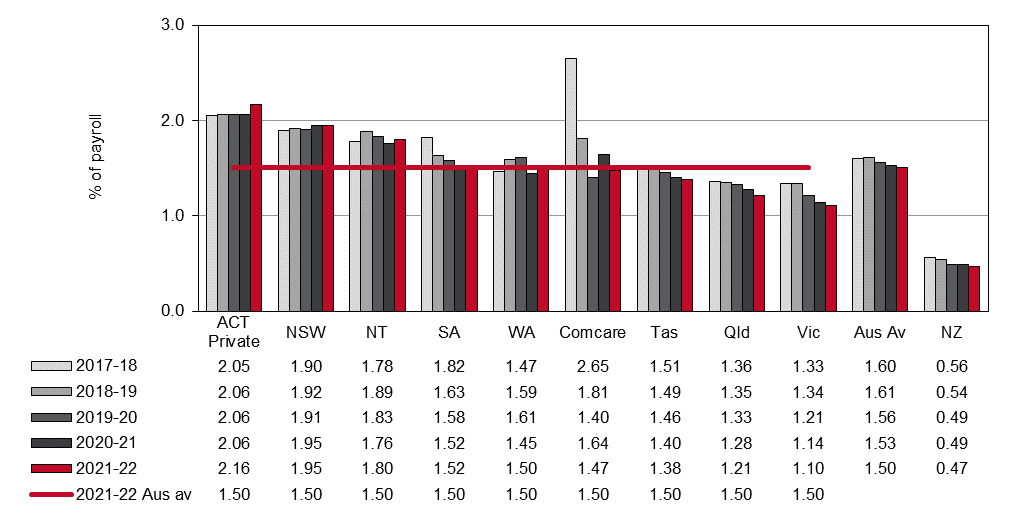 3.0
2.0
1.0
0.0
% of payroll
ACT Private NSW NT SA WA Comcare Tas Qld Vic Aus Av NZ
2017-18 2.05 1.90 1.78 1.82 1.47 2.65 1.51 1.36 1.33 1.60 0.56
2018-19 2.06 1.92 1.89 1.63 1.59 1.81 1.49 1.35 1.34 1.61 0.54
2019-20 2.06 1.91 1.83 1.58 1.61 1.40 1.46 1.33 1.21 1.56 0.49
2020-21 2.06 1.95 1.76 1.52 1.45 1.64 1.40 1.28 1.14 1.53 0.49
2021-22 2.16 1.95 1.80 1.52 1.50 1.47 1.38 1.21 1.10 1.50 0.47
2021-22 Aus av 1.50 1.50 1.50 1.50 1.50 1.50 1.50 1.50 1.50